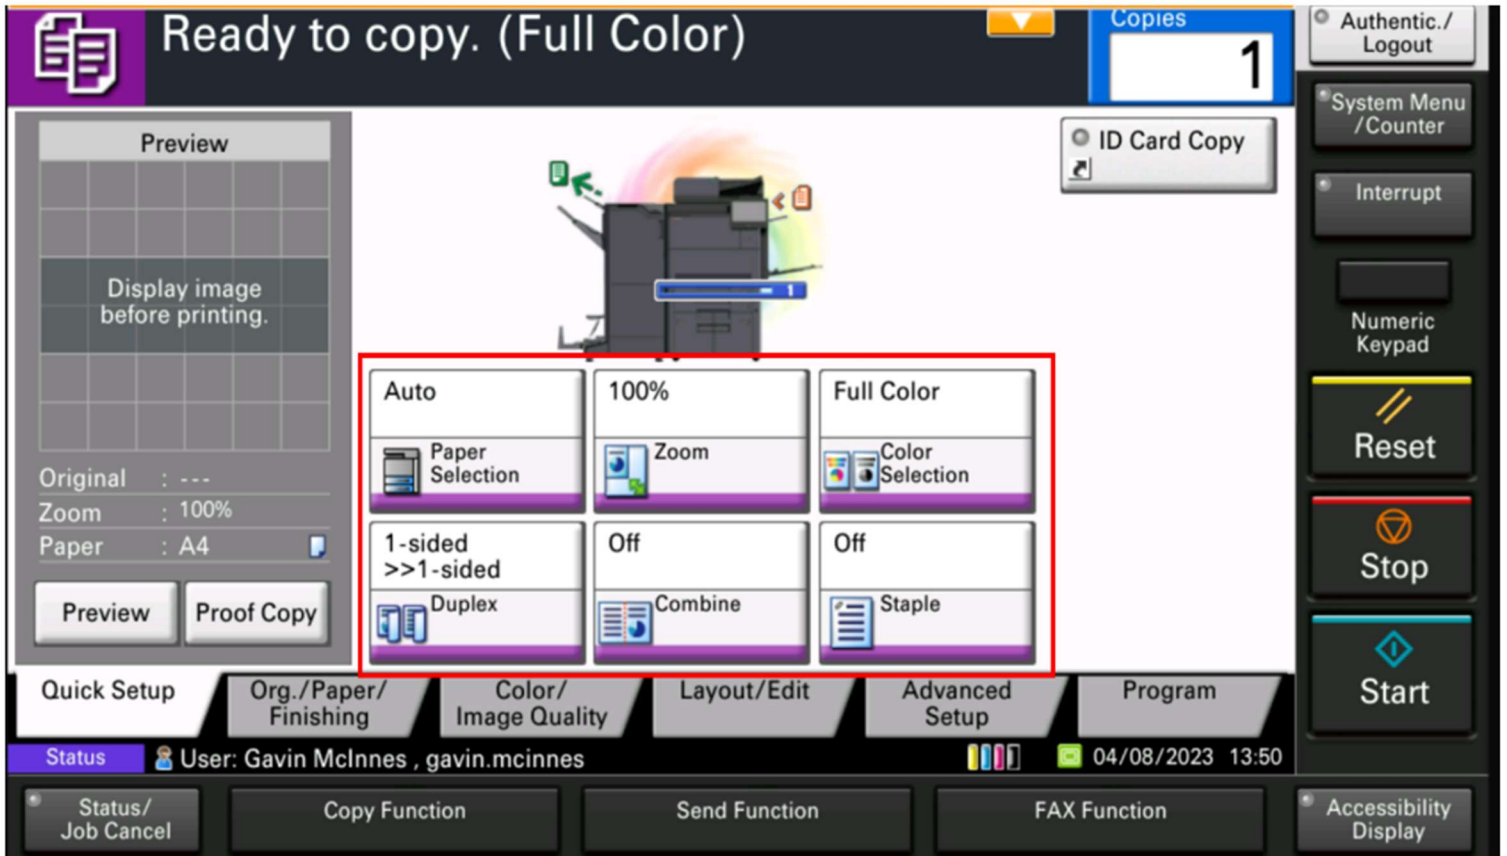 Ready to copy. (Full Color)
Copies
1
Authentic./
Logout
System Menu
/Counter
Interrupt
Numeric
Keypad
Reset
Stop
Start
Preview
Display image
before printing.
Original : ---
Zoom : 100%
Paper : A4
Preview
Proof Copy
ID Card Copy
1
Auto
Paper
Selection
100%
Zoom
Full Color
Color
Selection
1-sided
>>1-sided
Duplex
Off
Combine
Off
Staple
Quick Setup
Org./Paper/
Finishing
Color/
Image Quality
Layout/Edit
Advanced
Setup
Program
Status
User: Gavin McInnes , gavin.mcinnes
04/08/2023 13:50
Status/
Job Cancel
Copy Function
Send Function
FAX Function
Accessibility
Display